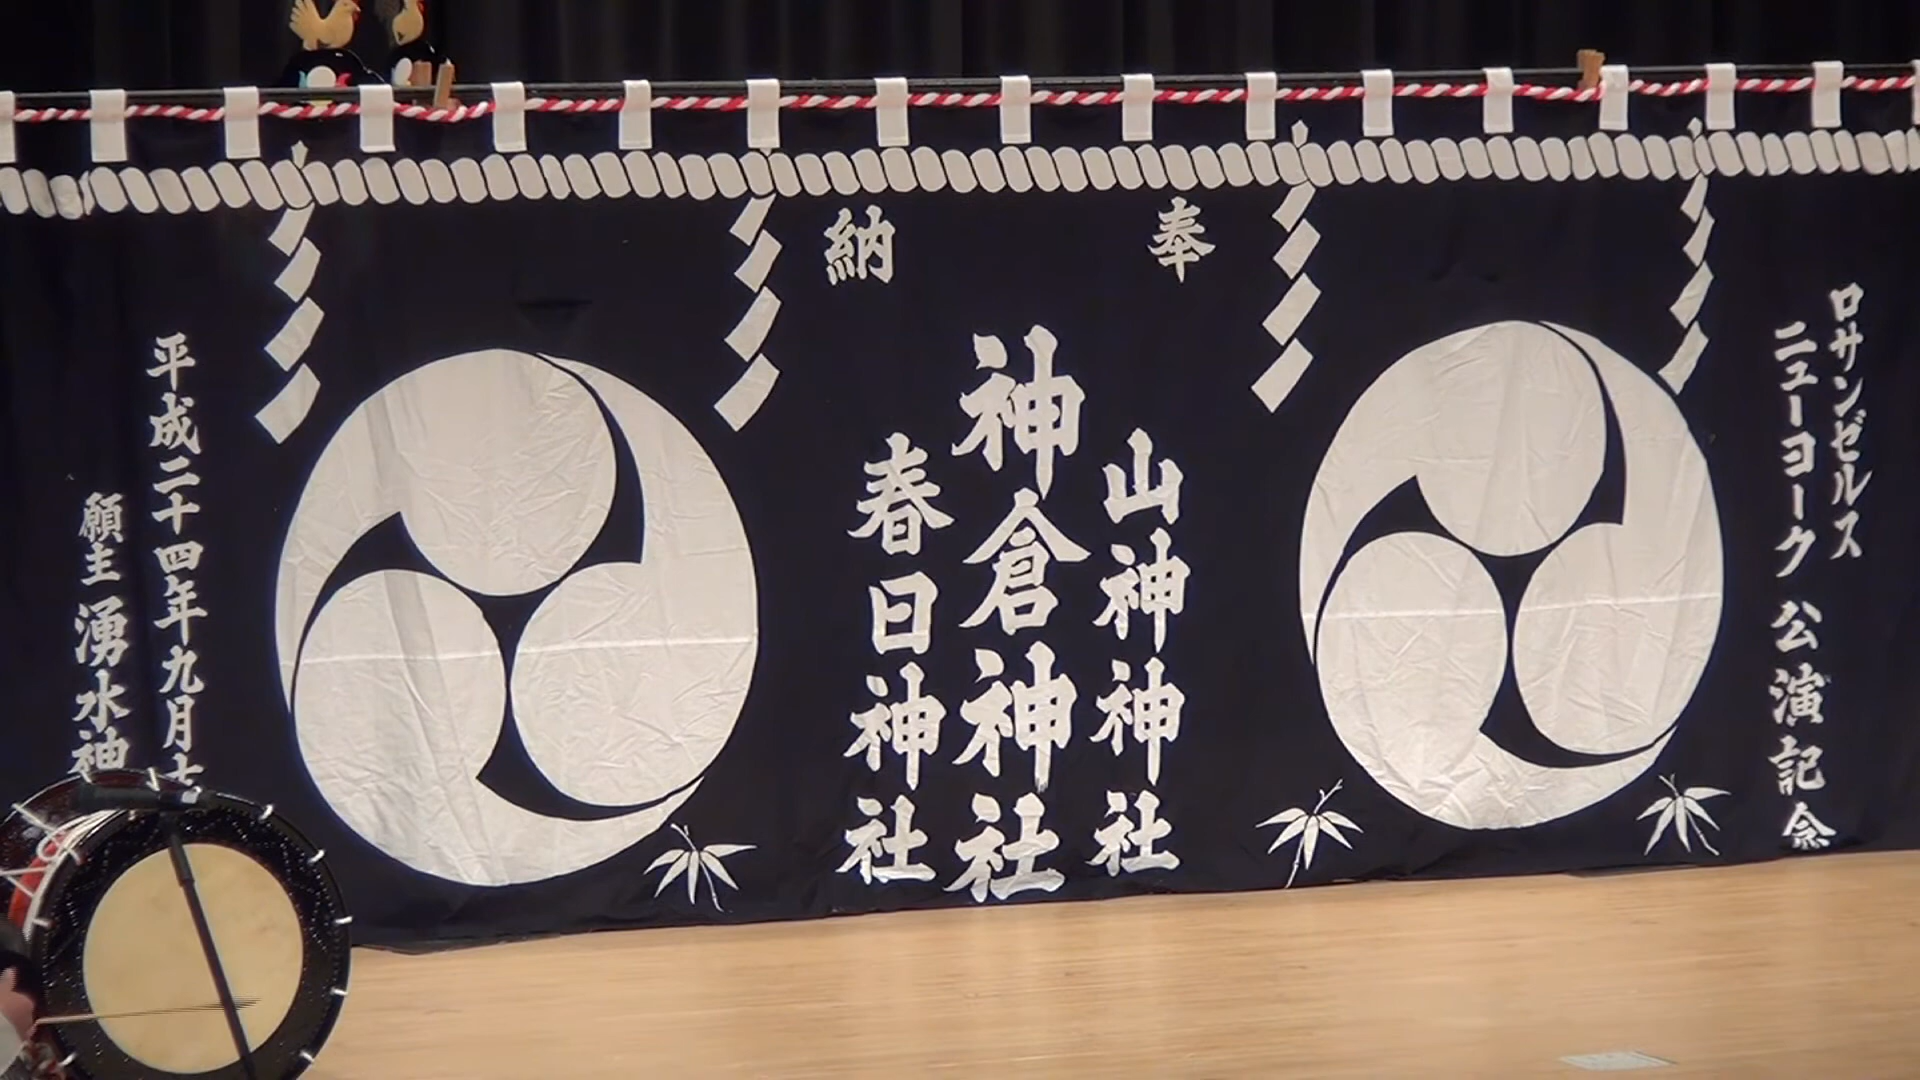 ロサンゼルス
ニューヨーク公演記念
奉納
山神神社
神倉神社
春日神社
平成二十四年九月吉
願主 湧水神